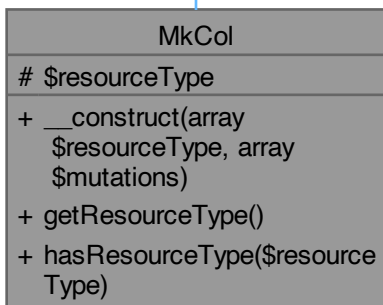 MkCol
# $resourceType
+ __construct(array
$resourceType, array
$mutations)
+ getResourceType()
+ hasResourceType($resource
Type)